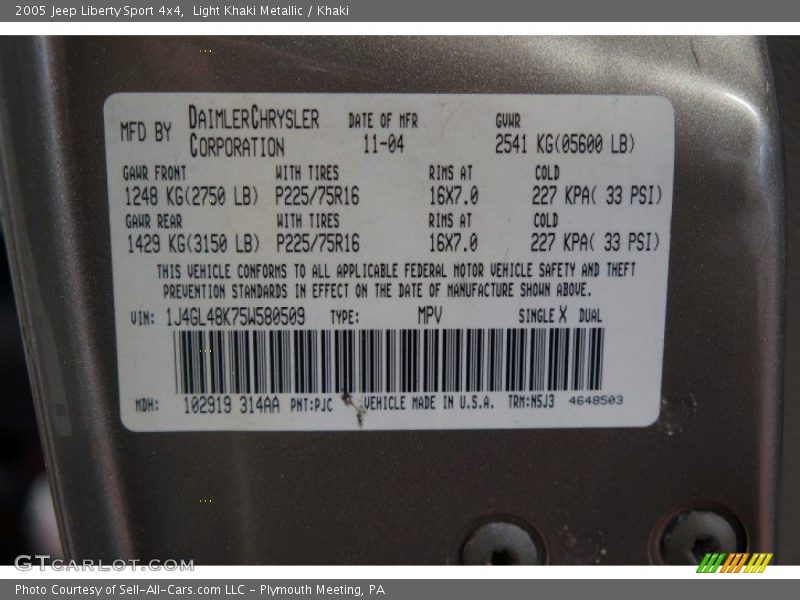 2005 Jeep Liberty Sport 4x4, Light Khaki Metallic / Khaki
MFD BY DAIMLERCHRYSLER CORPORATION DATE OF MFR 11-04 GVWR 2541 KG(05600 LB)
GAWR FRONT WITH TIRES RIMS AT COLD
1248 KG(2750 LB) P225/75R16 16X7.0 227 KPA( 33 PSI)
GAWR REAR WITH TIRES RIMS AT COLD
1429 KG(3150 LB) P225/75R16 16X7.0 227 KPA( 33 PSI)
THIS VEHICLE CONFORMS TO ALL APPLICABLE FEDERAL MOTOR VEHICLE SAFETY AND THEFT
PREVENTION STANDARDS IN EFFECT ON THE DATE OF MANUFACTURE SHOWN ABOVE.
VIN: 1J4GL48K75W580509 TYPE: MPV SINGLE X DUAL
MDH: 102919 314AA PNT:PJC VEHICLE MADE IN U.S.A. TRM:N5J3 4648503
GTCARLOT.COM
Photo Courtesy of Sell-All-Cars.com LLC - Plymouth Meeting, PA